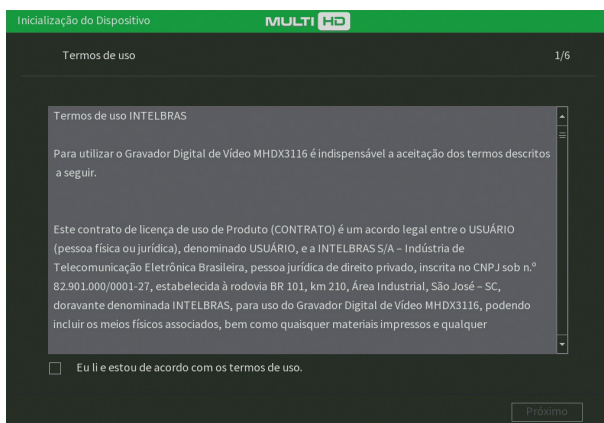 Inicialização do Dispositivo
MULTI HD
Termos de uso
1/6
Termos de uso INTELBRAS
Para utilizar o Gravador Digital de Vídeo MHDX3116 é indispensável a aceitação dos termos descritos
a seguir.
Este contrato de licença de uso de Produto (CONTRATO) é um acordo legal entre o USUÁRIO
(pessoa física ou jurídica), denominado USUÁRIO, e a INTELBRAS S/A – Indústria de
Telecomunicação Eletrônica Brasileira, pessoa jurídica de direito privado, inscrita no CNPJ sob n.º
82.901.000/0001-27, estabelecida à rodovia BR 101, km 210, Área Industrial, São José – SC,
doravante denominada INTELBRAS, para uso do Gravador Digital de Vídeo MHDX3116, podendo
incluir os meios físicos associados, bem como quaisquer materiais impressos e qualquer
Eu li e estou de acordo com os termos de uso.
Próximo